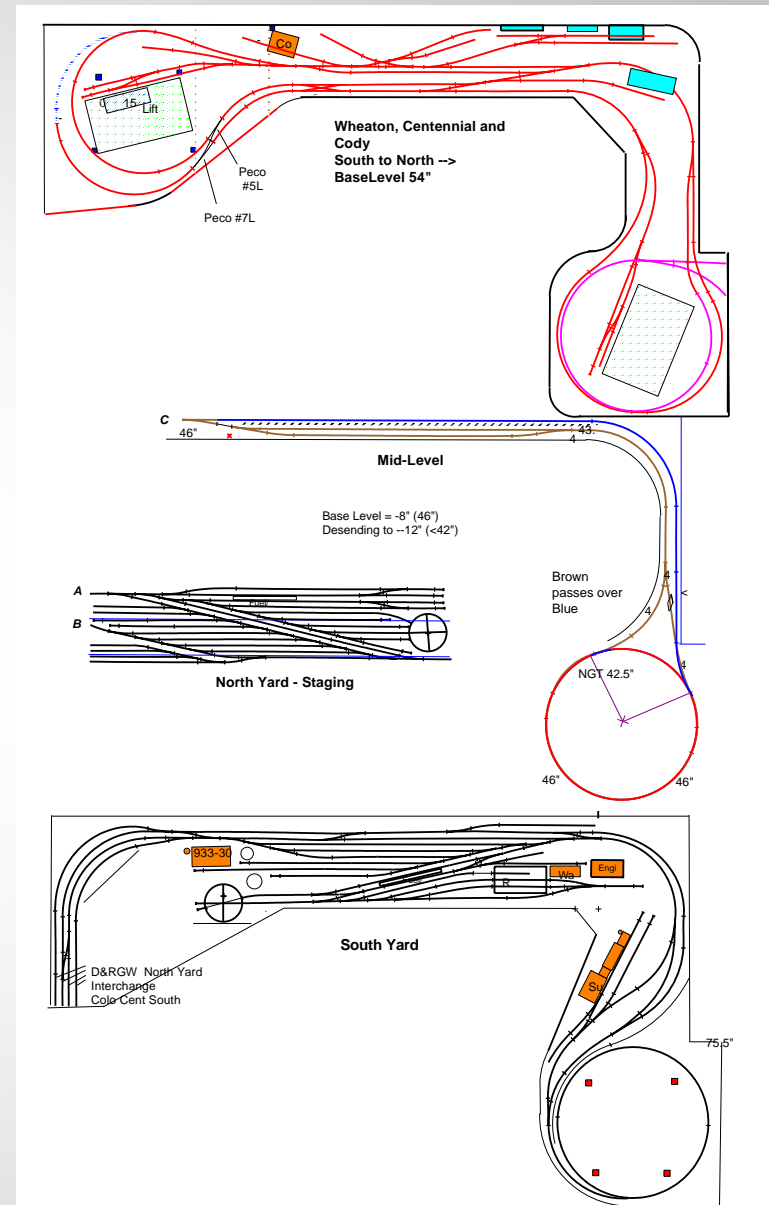 Co
0
15
Lift
Wheaton, Centennial and
Cody
South to North -->
BaseLevel 54"
Peco
#5L
Peco #7L
C
46"
43.
4
Mid-Level
Base Level = -8" (46")
Desending to --12" (<42")
Brown
passes over
Blue
4
<
4
4
A
B
North Yard - Staging
NGT 42.5"
46"
46"
933-30
R
Wa
Engi
South Yard
Su
D&RGW North Yard
Interchange
Colo Cent South
75.5"